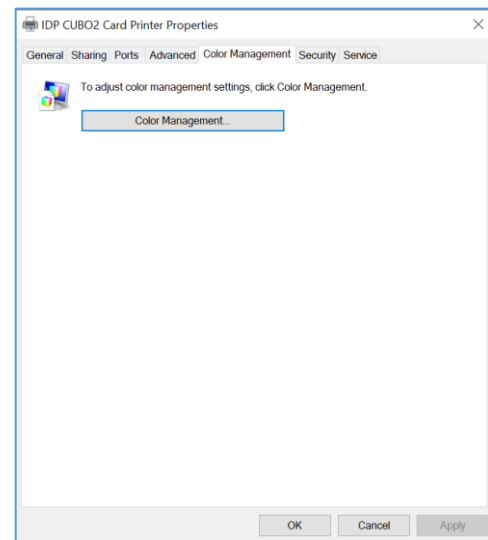 IDP CUBO2 Card Printer Properties
General Sharing Ports Advanced Color Management Security Service
To adjust color management settings, click Color Management.
Color Management...
OK Cancel Apply